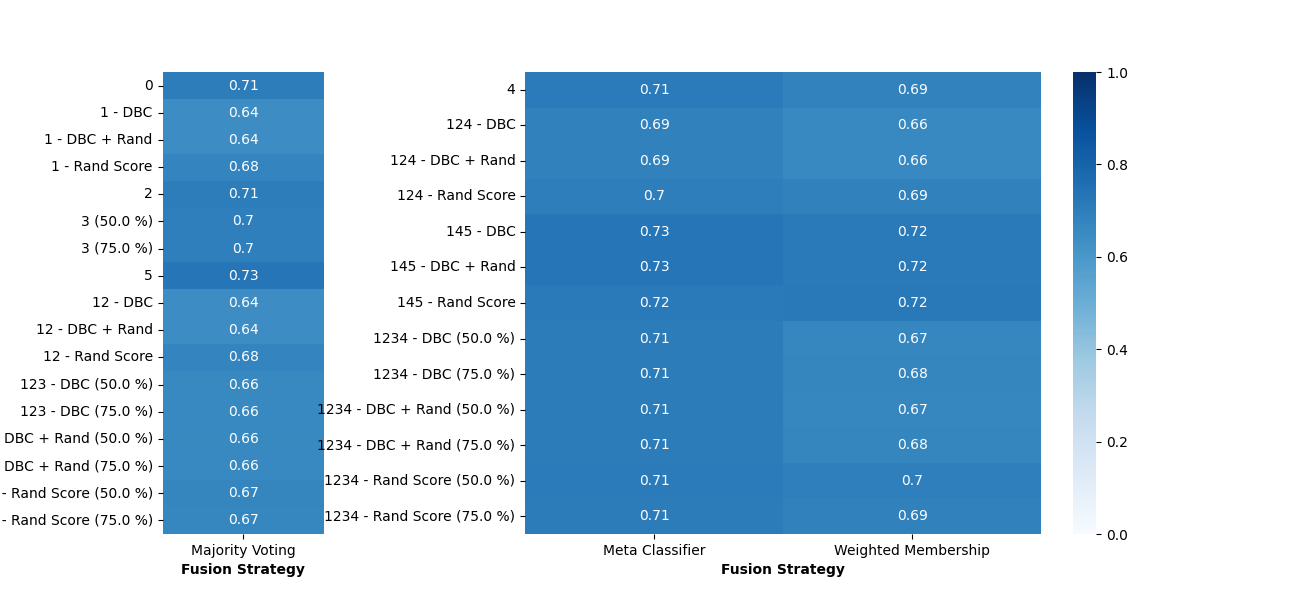 0 0.71
1 - DBC 0.64
1 - DBC + Rand 0.64
1 - Rand Score 0.68
2 0.71
3 (50.0 %) 0.7
3 (75.0 %) 0.7
5 0.73
12 - DBC 0.64
12 - DBC + Rand 0.64
12 - Rand Score 0.68
123 - DBC (50.0 %) 0.66
123 - DBC (75.0 %) 0.66
DBC + Rand (50.0 %) 0.66
DBC + Rand (75.0 %) 0.66
- Rand Score (50.0 %) 0.67
- Rand Score (75.0 %) 0.67
Majority Voting
Fusion Strategy
4 0.71 0.69
124 - DBC 0.69 0.66
124 - DBC + Rand 0.69 0.66
124 - Rand Score 0.7 0.69
145 - DBC 0.73 0.72
145 - DBC + Rand 0.73 0.72
145 - Rand Score 0.72 0.72
1234 - DBC (50.0 %) 0.71 0.67
1234 - DBC (75.0 %) 0.71 0.68
1234 - DBC + Rand (50.0 %) 0.71 0.67
1234 - DBC + Rand (75.0 %) 0.71 0.68
1234 - Rand Score (50.0 %) 0.71 0.7
1234 - Rand Score (75.0 %) 0.71 0.69
Meta Classifier Weighted Membership
Fusion Strategy
1.0
0.8
0.6
0.4
0.2
0.0